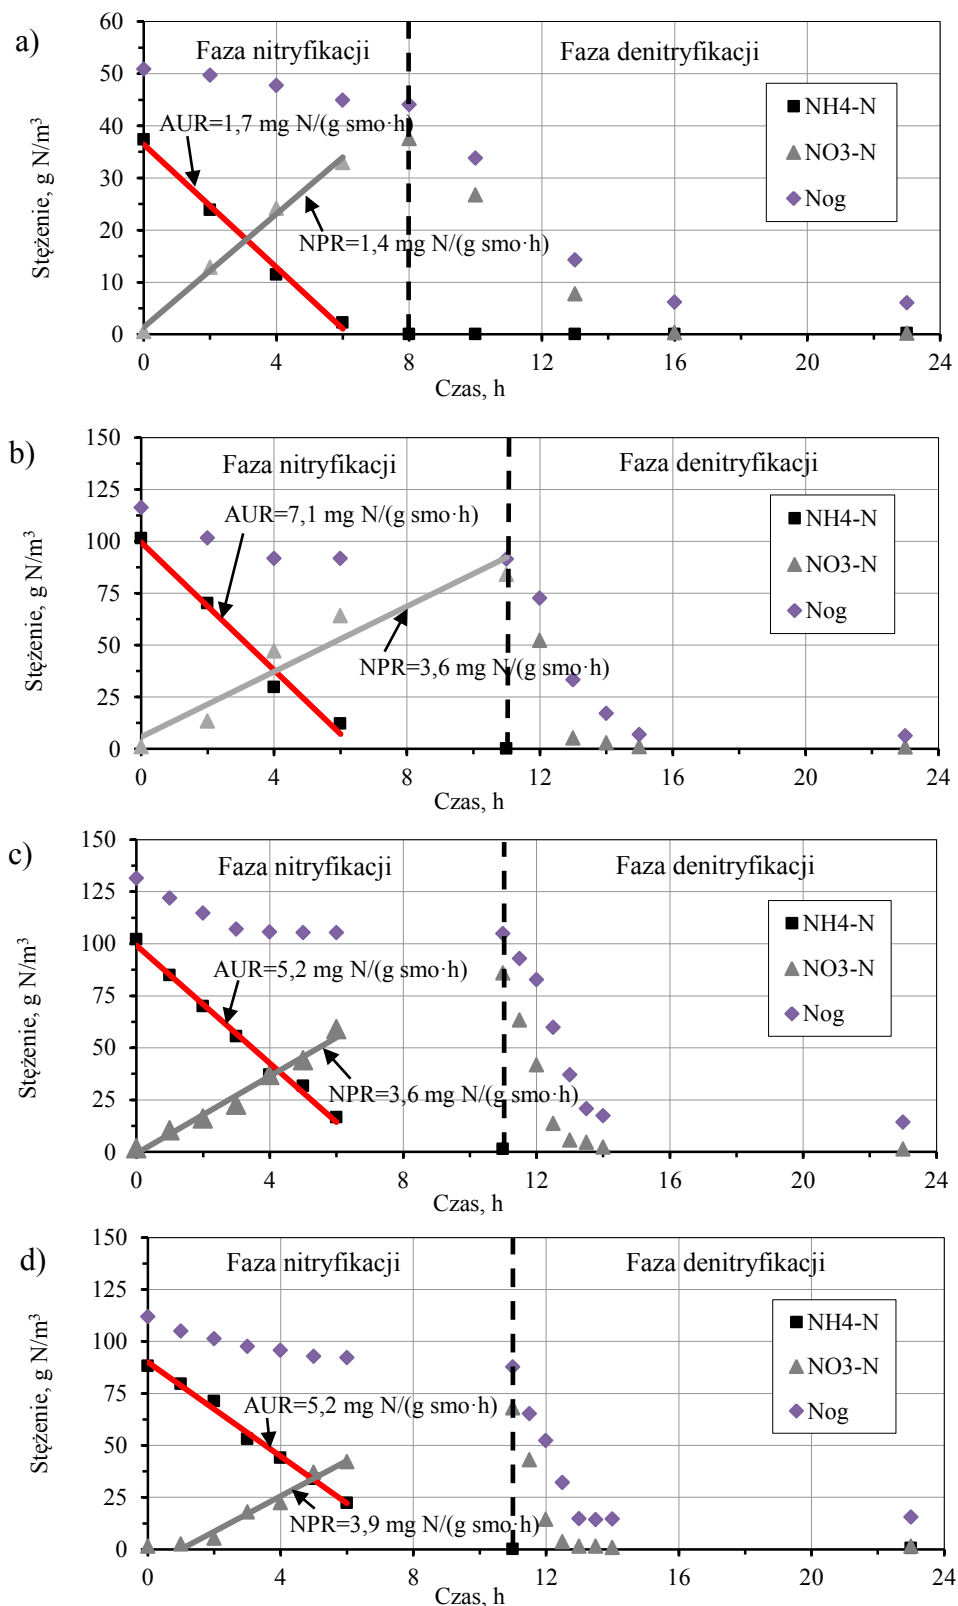 a)
Faza nitryfikacji
Faza denitryfikacji
60
50
40
30
20
10
0
Stężenie, g N/m³
AUR=1,7 mg N/(g smo·h)
NPR=1,4 mg N/(g smo·h)
NH4-N
NO3-N
Nog
0 4 8 12 16 20 24
Czas, h
b)
Faza nitryfikacji
Faza denitryfikacji
150
125
100
75
50
25
0
Stężenie, g N/m³
AUR=7,1 mg N/(g smo·h)
NPR=3,6 mg N/(g smo·h)
NH4-N
NO3-N
Nog
0 4 8 12 16 20 24
Czas, h
c)
Faza nitryfikacji
Faza denitryfikacji
150
125
100
75
50
25
0
Stężenie, g N/m³
AUR=5,2 mg N/(g smo·h)
NPR=3,6 mg N/(g smo·h)
NH4-N
NO3-N
Nog
0 4 8 12 16 20 24
Czas, h
d)
Faza nitryfikacji
Faza denitryfikacji
150
125
100
75
50
25
0
Stężenie, g N/m³
AUR=5,2 mg N/(g smo·h)
NPR=3,9 mg N/(g smo·h)
NH4-N
NO3-N
Nog
0 4 8 12 16 20 24
Czas, h